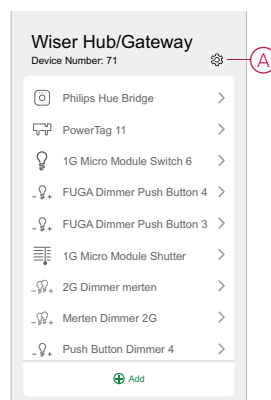 Wiser Hub/Gateway
Device Number: 71
A
Philips Hue Bridge
PowerTag 11
1G Micro Module Switch 6
FUGA Dimmer Push Button 4
FUGA Dimmer Push Button 3
1G Micro Module Shutter
2G Dimmer merten
Merten Dimmer 2G
Push Button Dimmer 4
Add